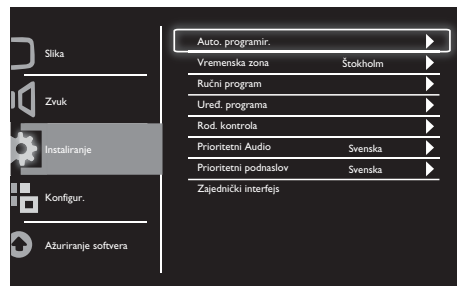 Slika
Zvuk
Instaliranje
Konfigur.
Ažuriranje softvera
Auto. programir.
Vremenska zona Štokholm
Ručni program
Uređ. programa
Rod. kontrola
Prioritetni Audio Svenska
Prioritetni podnaslov Svenska
Zajednički interfejs